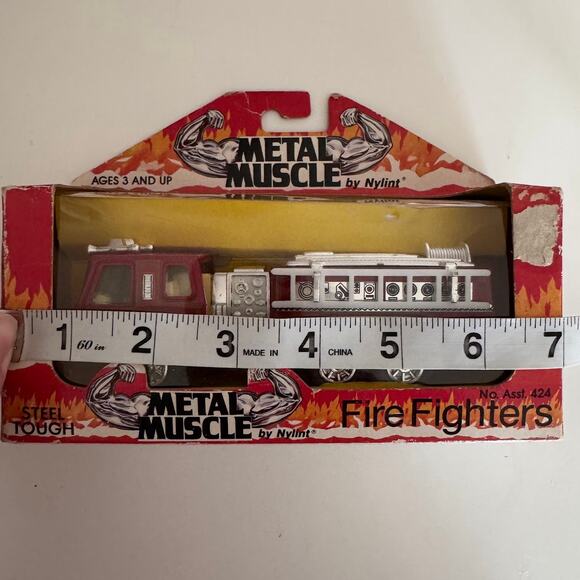 METAL
MUSCLE
by Nylint®
AGES 3 AND UP
1 60 in 2 3 MADE IN 4 CHINA 5 6 7
STEEL
TOUGH
METAL
MUSCLE
by Nylint®
No. Asst. 424
Fire Fighters